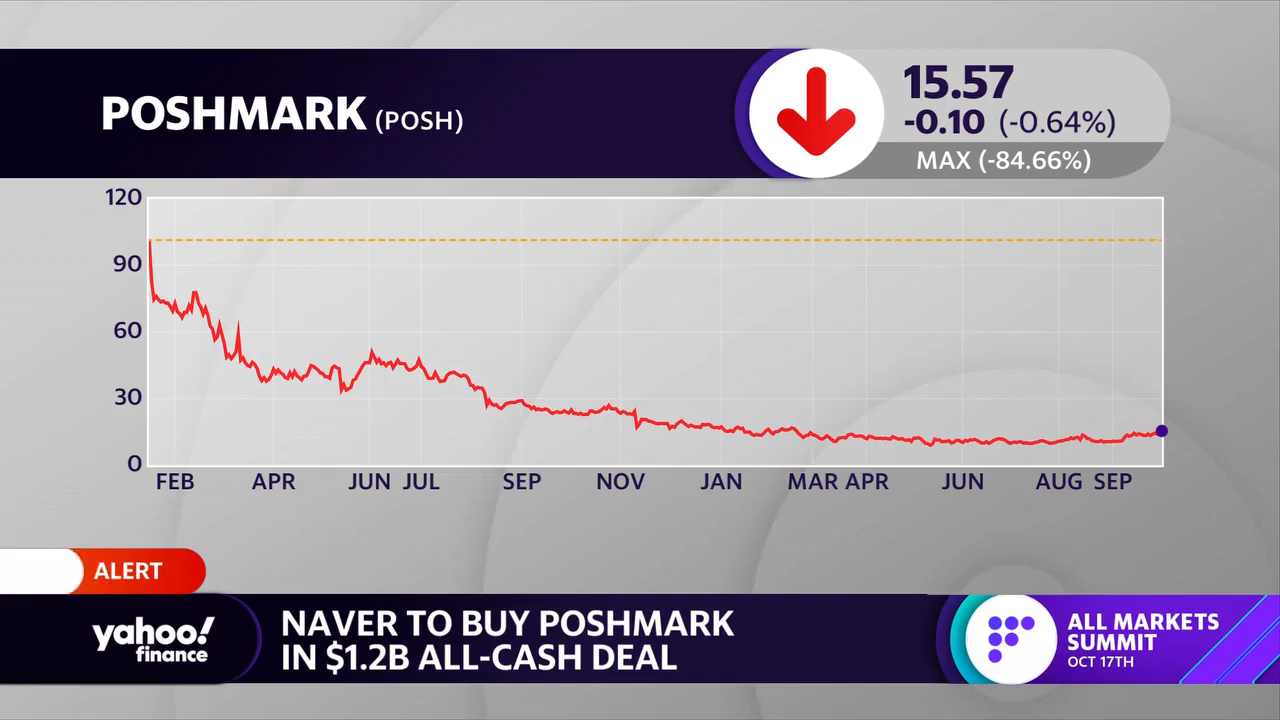 POSHMARK (POSH)
15.57
-0.10 (-0.64%)
MAX (-84.66%)
120
90
60
30
0
FEB APR JUN JUL SEP NOV JAN MAR APR JUN AUG SEP
ALERT
yahoo!
finance
NAVER TO BUY POSHMARK
IN $1.2B ALL-CASH DEAL
ALL MARKETS
SUMMIT
OCT 17TH